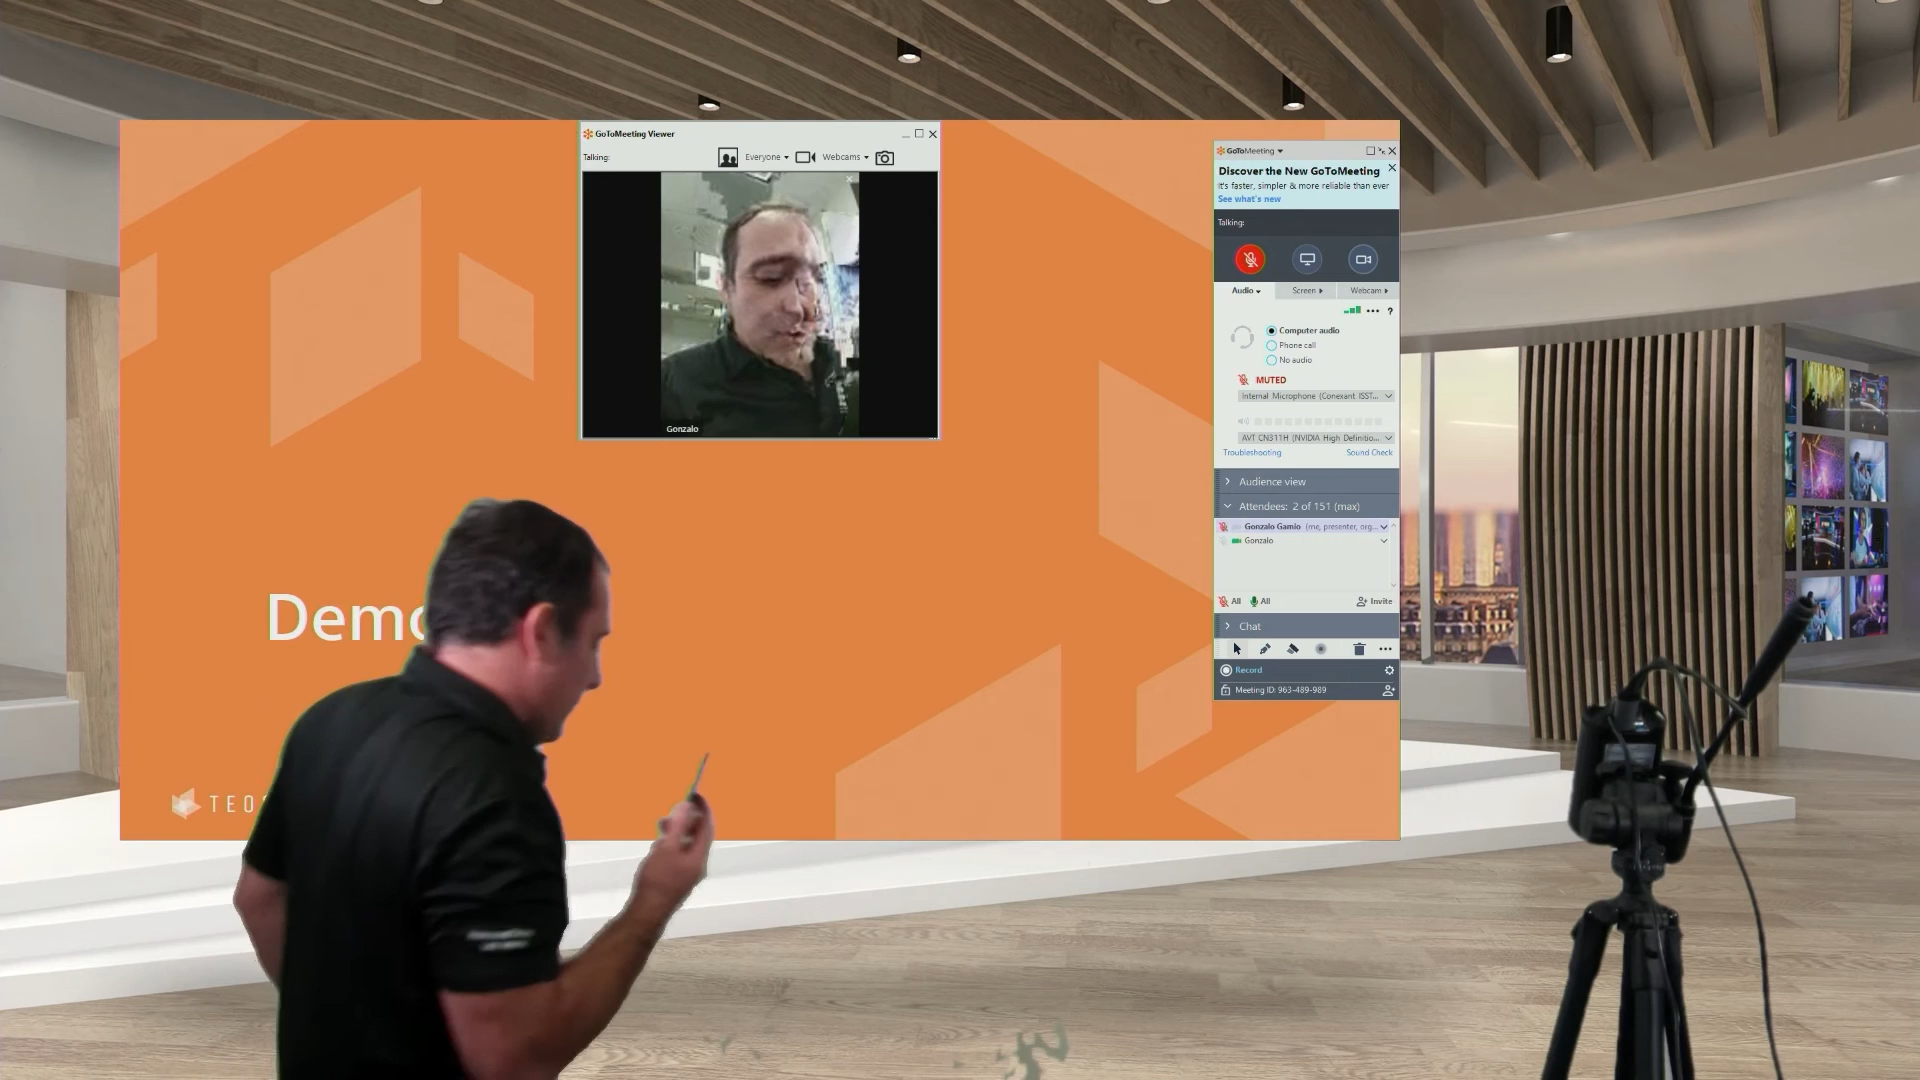 GoToMeeting Viewer
Talking:
Everyone
Webcams
Gonzalo
GoToMeeting
Discover the New GoToMeeting
It's faster, simpler & more reliable than ever
See what's new
Talking:
Audio
Screen
Webcam
?
Computer audio
Phone call
No audio
MUTED
Internal Microphone (Conexant ISST...
AVT CN311H (NVIDIA High Definitio...
Troubleshooting
Sound Check
Audience view
Attendees: 2 of 151 (max)
Gonzalo Gamio (me, presenter, org...
Gonzalo
All
All
Invite
Chat
Record
Meeting ID: 963-489-989
Demo